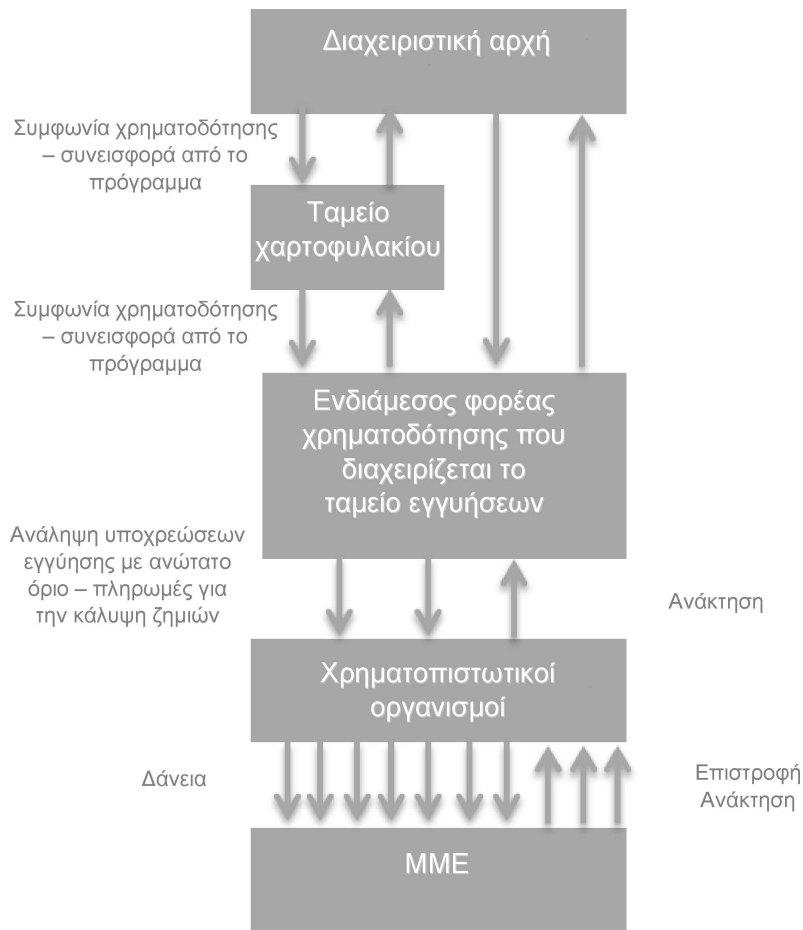 Διαχειριστική αρχή
Συμφωνία χρηματοδότησης
– συνεισφορά από το
πρόγραμμα
Ταμείο
χαρτοφυλακίου
Συμφωνία χρηματοδότησης
– συνεισφορά από το
πρόγραμμα
Ενδιάμεσος φορέας
χρηματοδότησης που
διαχειρίζεται το
ταμείο εγγυήσεων
Ανάληψη υποχρεώσεων
εγγύησης με ανώτατο
όριο – πληρωμές για
την κάλυψη ζημιών
Ανάκτηση
Χρηματοπιστωτικοί
οργανισμοί
Δάνεια
Επιστροφή
Ανάκτηση
ΜΜΕ